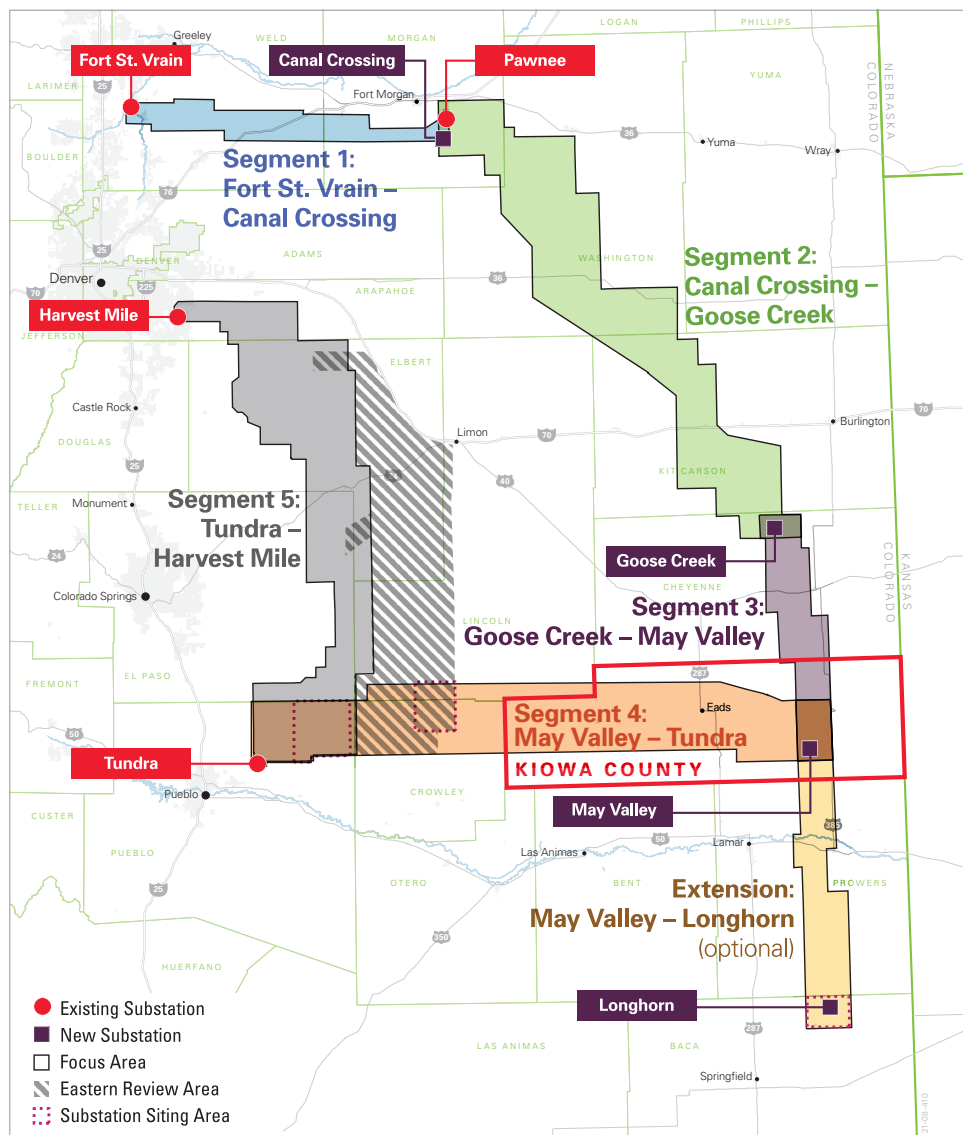 LOGAN
PHILLIPS
WELD
MORGAN
Greeley
Fort St. Vrain
Canal Crossing
Pawnee
YUMA
NEBRASKA
COLORADO
LARIMER
25
Fort Morgan
36
Yuma
Wray
BOULDER
Segment 1:
Fort St. Vrain –
Canal Crossing
76
25
DENVER
ADAMS
WASHINGTON
Segment 2:
Canal Crossing –
Goose Creek
Denver
36
70
225
ARAPAHOE
Harvest Mile
JEFFERSON
ELBERT
Castle Rock
70
Burlington
Limon
70
DOUGLAS
25
KIT CARSON
24
40
Segment 5:
Tundra –
Harvest Mile
TELLER
Monument
24
Goose Creek
COLORADO
KANSAS
CHEYENNE
Colorado Springs
Segment 3:
Goose Creek – May Valley
LINCOLN
EL PASO
287
FREMONT
Eads
50
Segment 4:
May Valley – Tundra
KIOWA COUNTY
Tundra
Pueblo
CROWLEY
May Valley
CUSTER
385
50
Lamar
Las Animas
PUEBLO
OTERO
BENT
PROWERS
25
Extension:
May Valley – Longhorn
(optional)
350
HUERFANO
Longhorn
Existing Substation
New Substation
Focus Area
Eastern Review Area
Substation Siting Area
287
LAS ANIMAS
BACA
Springfield
21-08-410